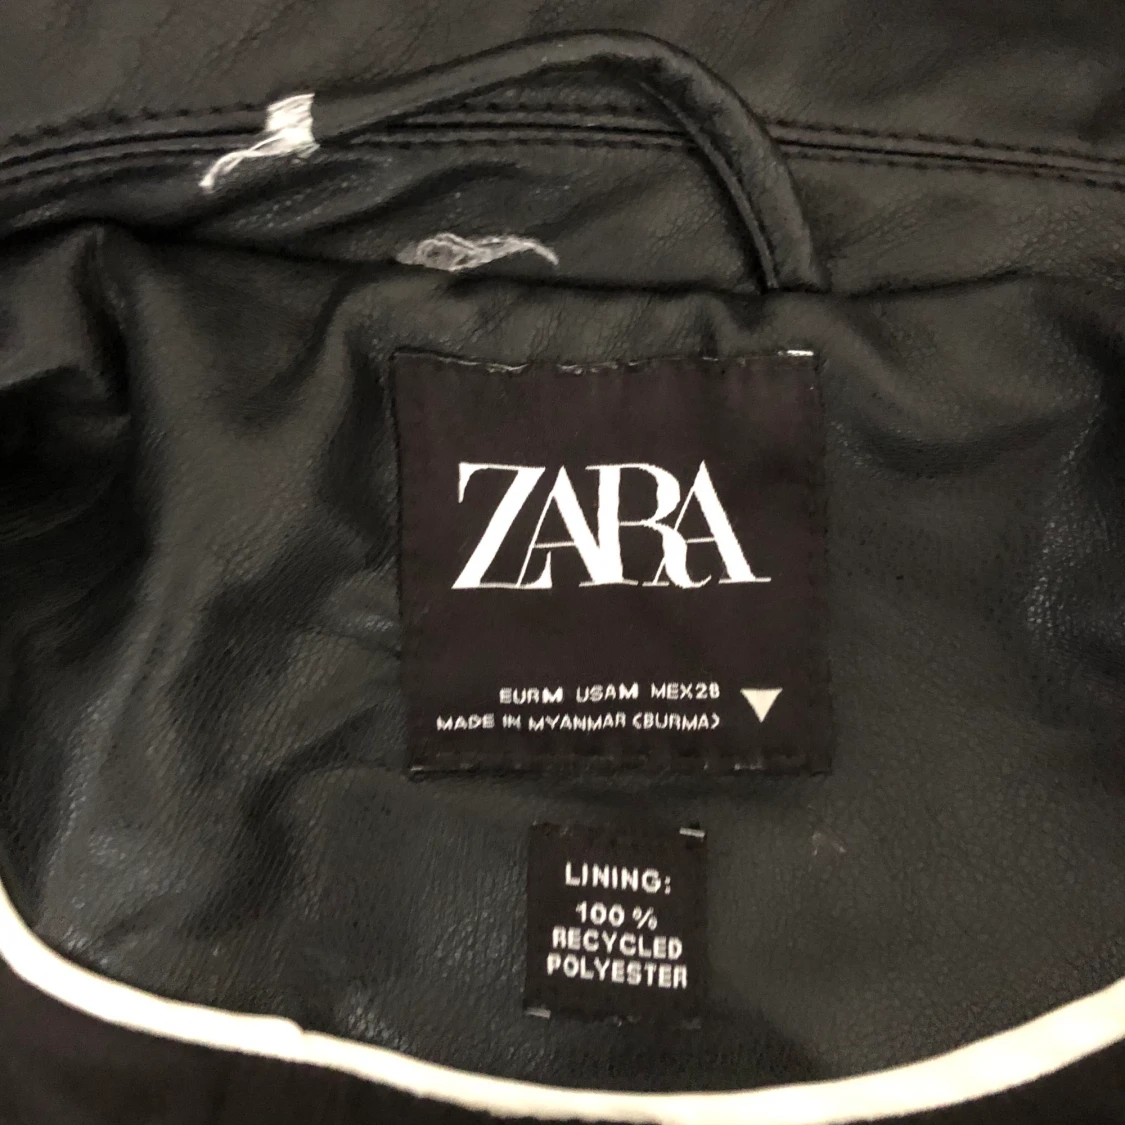 ZARA
EUR M USA M MEX 28
MADE IN MYANMAR (BURMA)
LINING:
100 %
RECYCLED
POLYESTER